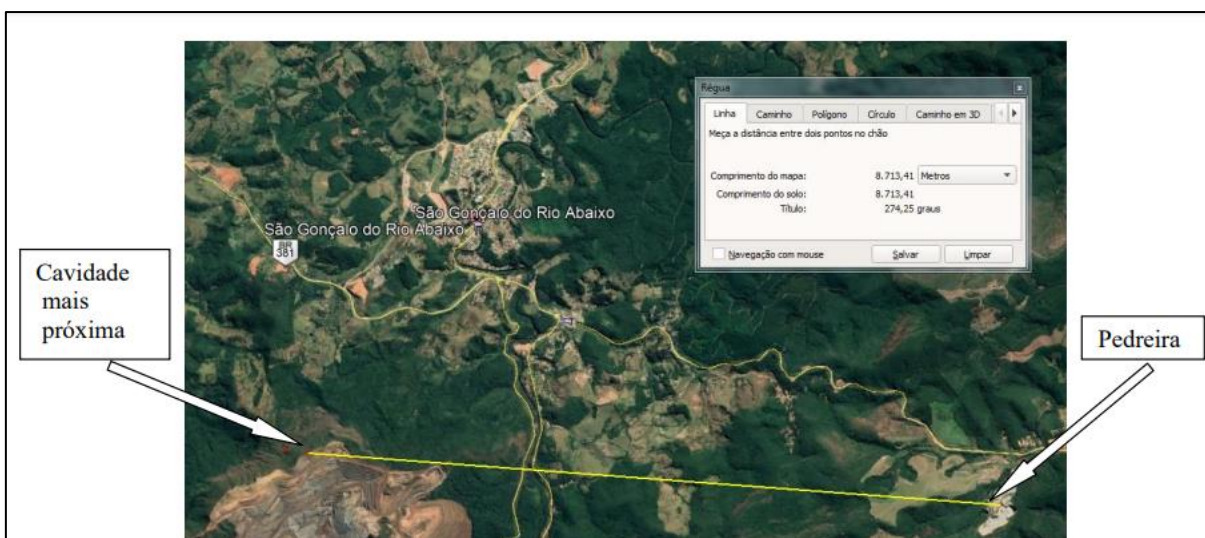 Régua
Linha Caminho Polígono Círculo Caminho em 3D
Meça a distância entre dois pontos no chão
Comprimento do mapa: 8.713,41 Metros
Comprimento do solo: 8.713,41
Título: 274,25 graus
Navegação com mouse Salvar Limpar
São Gonçalo do Rio Abaixo
São Gonçalo do Rio Abaixo
BR
381
Cavidade
mais
próxima
Pedreira